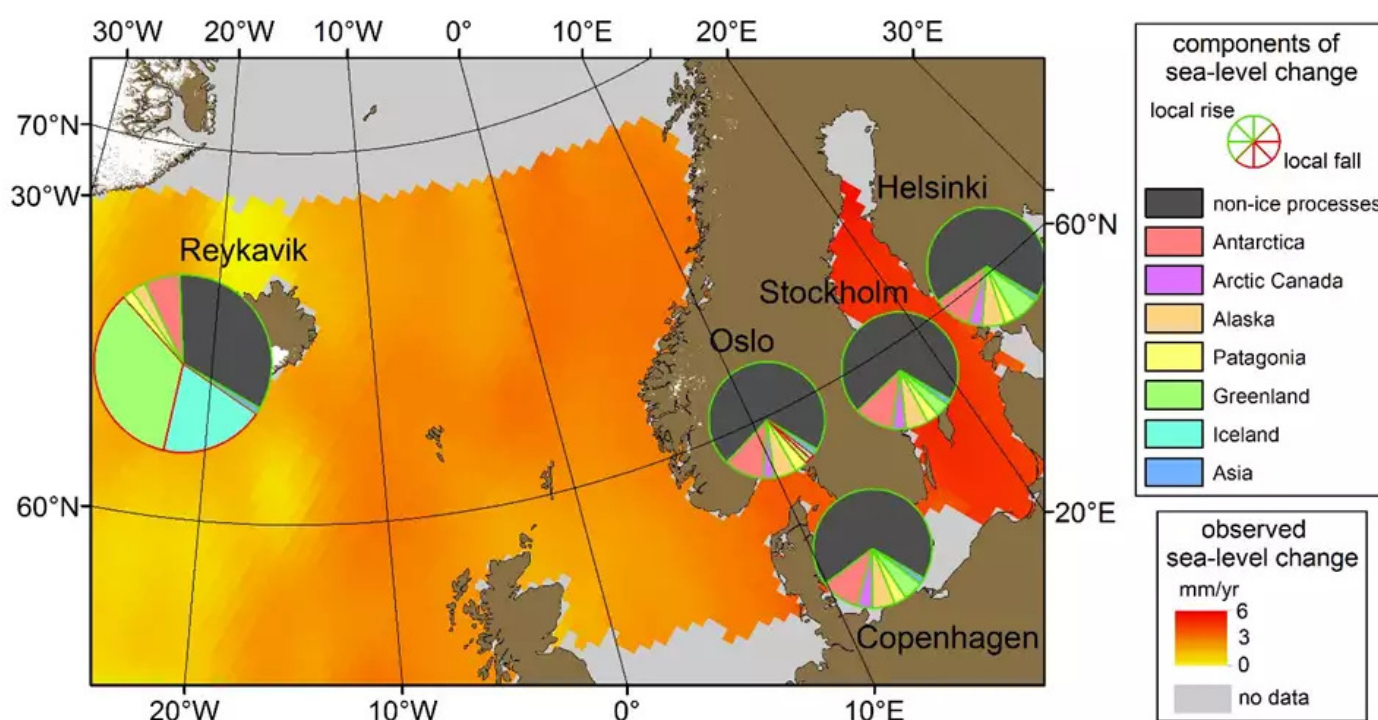 30°W 20°W 10°W 0° 10°E 20°E 30°E
70°N
30°W
60°N
60°N
20°E
20°W 10°W 0° 10°E
Reykavik
Helsinki
Stockholm
Oslo
Copenhagen
components of
sea-level change
local rise
local fall
non-ice processes
Antarctica
Arctic Canada
Alaska
Patagonia
Greenland
Iceland
Asia
observed
sea-level change
mm/yr
6
3
0
no data